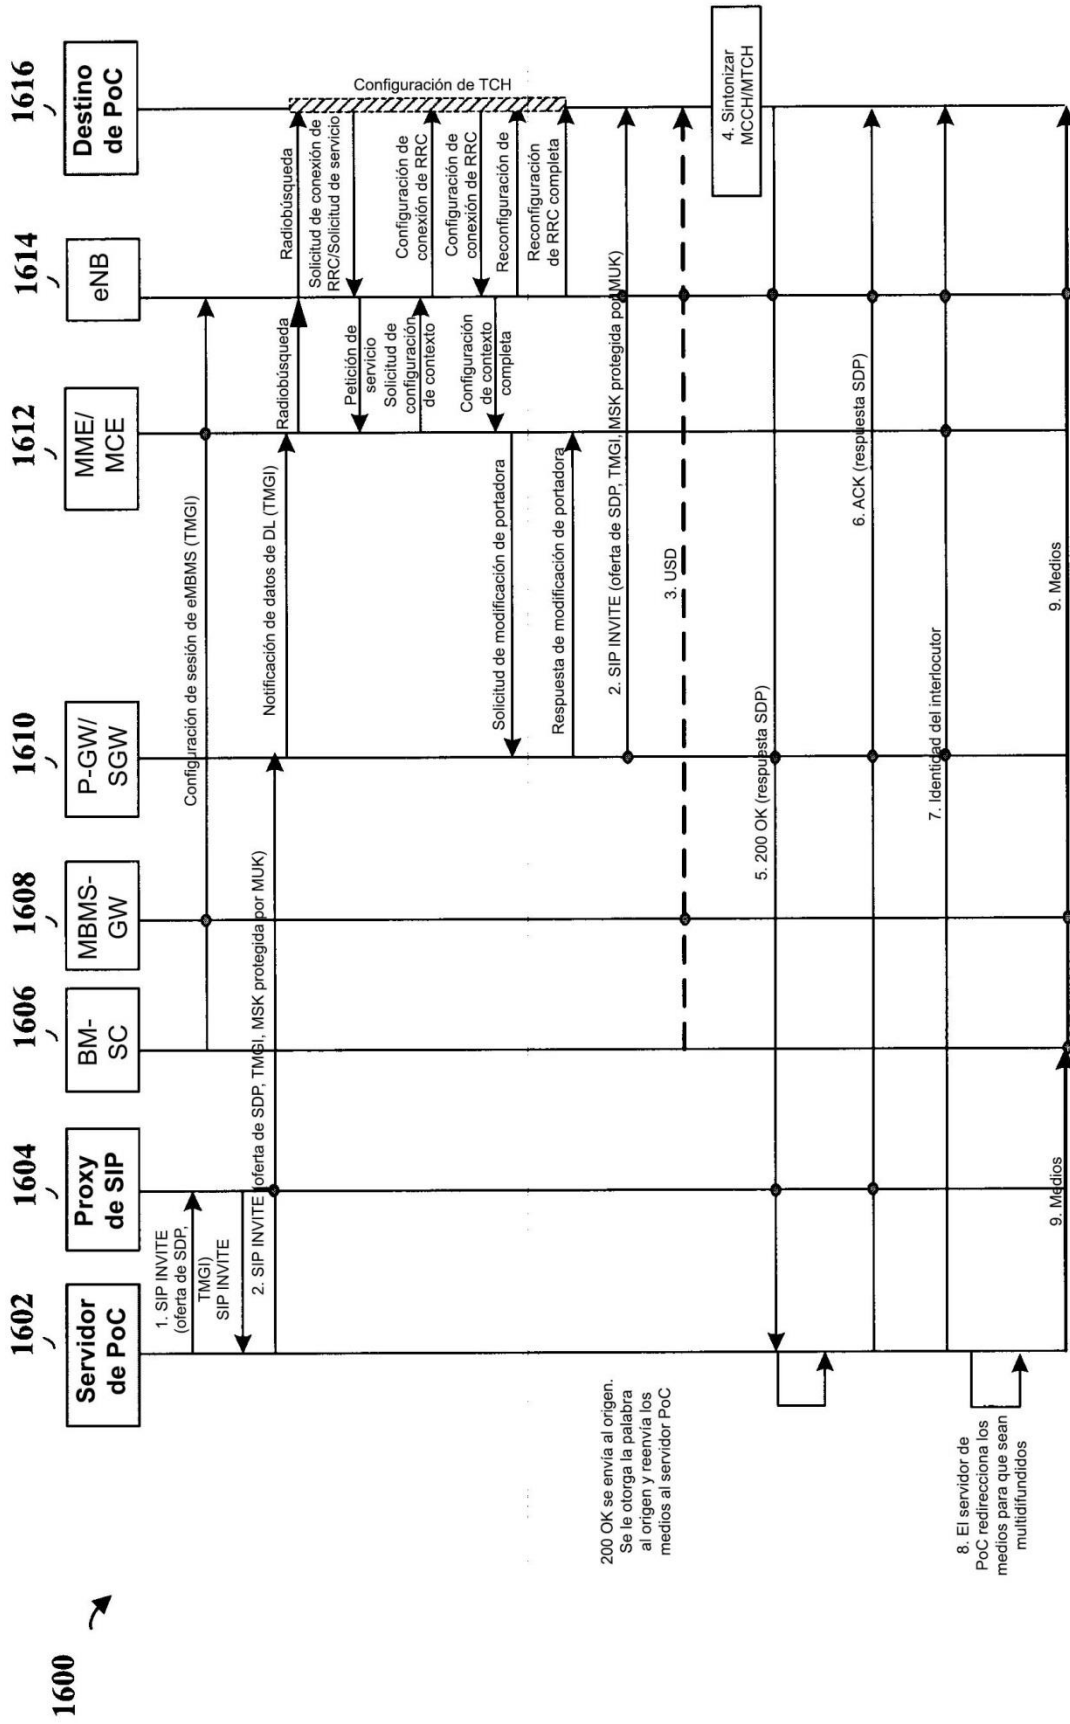 1600
1602
Servidor
de PoC
1604
Proxy
de SIP
1606
BM-
SC
1608
MBMS-
GW
1610
P-GW/
SGW
1612
MME/
MCE
1614
eNB
1616
Destino
de PoC
1. SIP INVITE
(oferta de SDP,
TMGI)
SIP INVITE
Configuración de sesión de eMBMS (TMGI)
2. SIP INVITE (oferta de SDP, TMGI, MSK protegida por MUK)
Notificación de datos de DL (TMGI)
Radiobúsqueda
Radiobúsqueda
Configuración de TCH
Solicitud de conexión de
RRC/Solicitud de servicio
Petición de
servicio
Solicitud de
configuración
de contexto
Configuración de
conexión de RRC
Configuración de
conexión de RRC
Configuración
de contexto
completa
Reconfiguración de
Solicitud de modificación de portadora
Reconfiguración
de RRC completa
Respuesta de modificación de portadora
2. SIP INVITE (oferta de SDP, TMGI, MSK protegida por MUK)
3. USD
4. Sintonizar
MCCH/MTCH
5. 200 OK (respuesta SDP)
200 OK se envía al origen.
Se le otorga la palabra
al origen y reenvía los
medios al servidor PoC
6. ACK (respuesta SDP)
7. Identidad del interlocutor
8. El servidor de
PoC redirecciona los
medios para que sean
multidifundidos
9. Medios
9. Medios